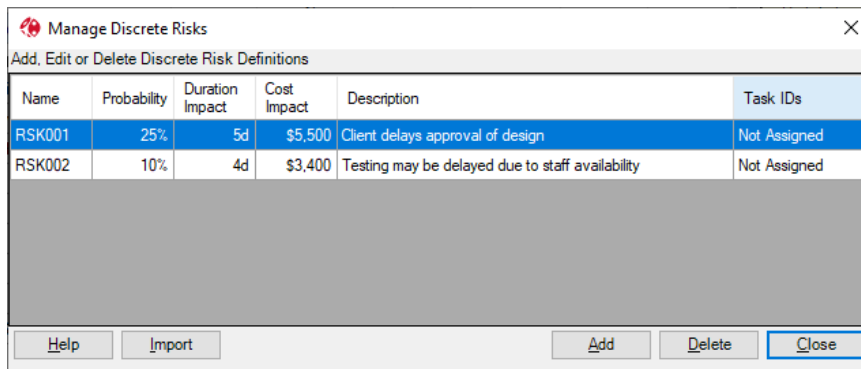 Manage Discrete Risks
Add, Edit or Delete Discrete Risk Definitions
Name Probability Duration Impact Cost Impact Description Task IDs
RSK001 25% 5d $5,500 Client delays approval of design Not Assigned
RSK002 10% 4d $3,400 Testing may be delayed due to staff availability Not Assigned
Help Import Add Delete Close